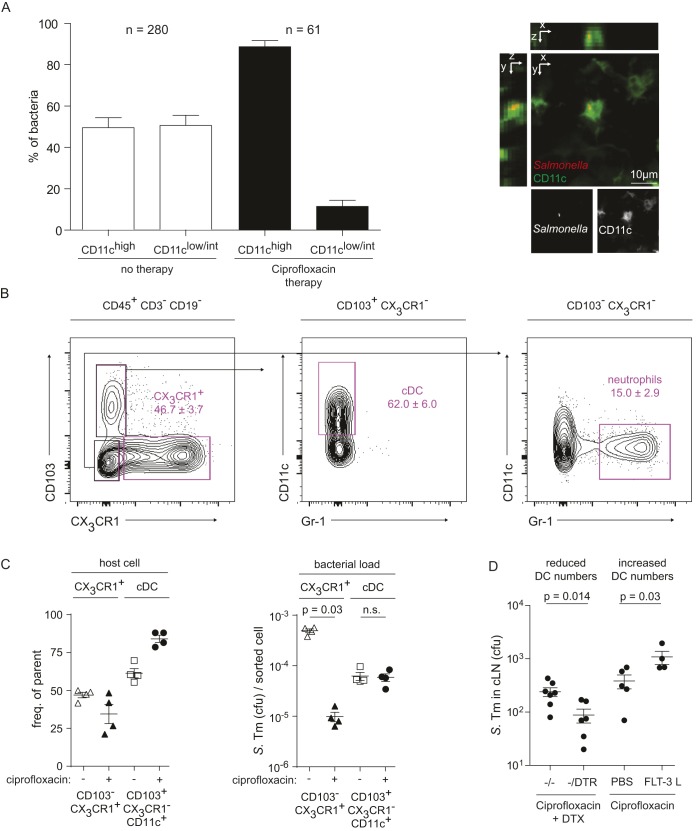 A
n = 280
n = 61
% of bacteria
100
80
60
40
20
0
CD11c^high
CD11c^low/int
CD11c^high
CD11c^low/int
no therapy
Ciprofloxacin
therapy
x
z
z
y
x
y
Salmonella
CD11c
10μm
Salmonella
CD11c
B
CD45+ CD3- CD19-
CD103+ CX3CR1-
CD103- CX3CR1-
CX3CR1+
46.7 ± 3.7
cDC
62.0 ± 6.0
neutrophils
15.0 ± 2.9
CD103
CD11c
CD11c
CX3CR1
Gr-1
Gr-1
C
host cell
CX3CR1+
cDC
freq. of parent
100
75
50
25
0
ciprofloxacin:
-
+
-
+
CD103-
CX3CR1+
CD103+
CX3CR1-
CD11c+
bacterial load
CX3CR1+
cDC
p = 0.03
n.s.
S. Tm (cfu) / sorted cell
10-3
10-4
10-5
10-6
ciprofloxacin:
-
+
-
+
CD103-
CX3CR1+
CD103+
CX3CR1-
CD11c+
D
reduced
DC numbers
increased
DC numbers
p = 0.014
p = 0.03
S. Tm in cLN (cfu)
10^4
10^3
10^2
10^1
-/-
-/DTR
PBS
FLT-3 L
Ciprofloxacin
+ DTX
Ciprofloxacin